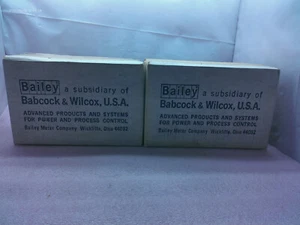 Bailey a subsidiary of
Babcock & Wilcox, U.S.A.
ADVANCED PRODUCTS AND SYSTEMS
FOR POWER AND PROCESS CONTROL
Bailey Meter Company, Wickliffe, Ohio 44092
Bailey a subsidiary of
Babcock & Wilcox, U.S.A.
ADVANCED PRODUCTS AND SYSTEMS
FOR POWER AND PROCESS CONTROL
Bailey Meter Company, Wickliffe, Ohio 44092